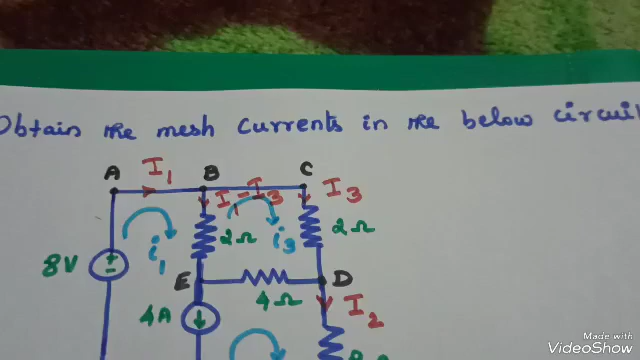 Obtain the mesh currents in the below circuit
A I₁ B C
I₁-I₃ I₃
i₁ 2Ω i₃ 2Ω
8V E D
4Ω
4A I₂
Made with
VideoShow